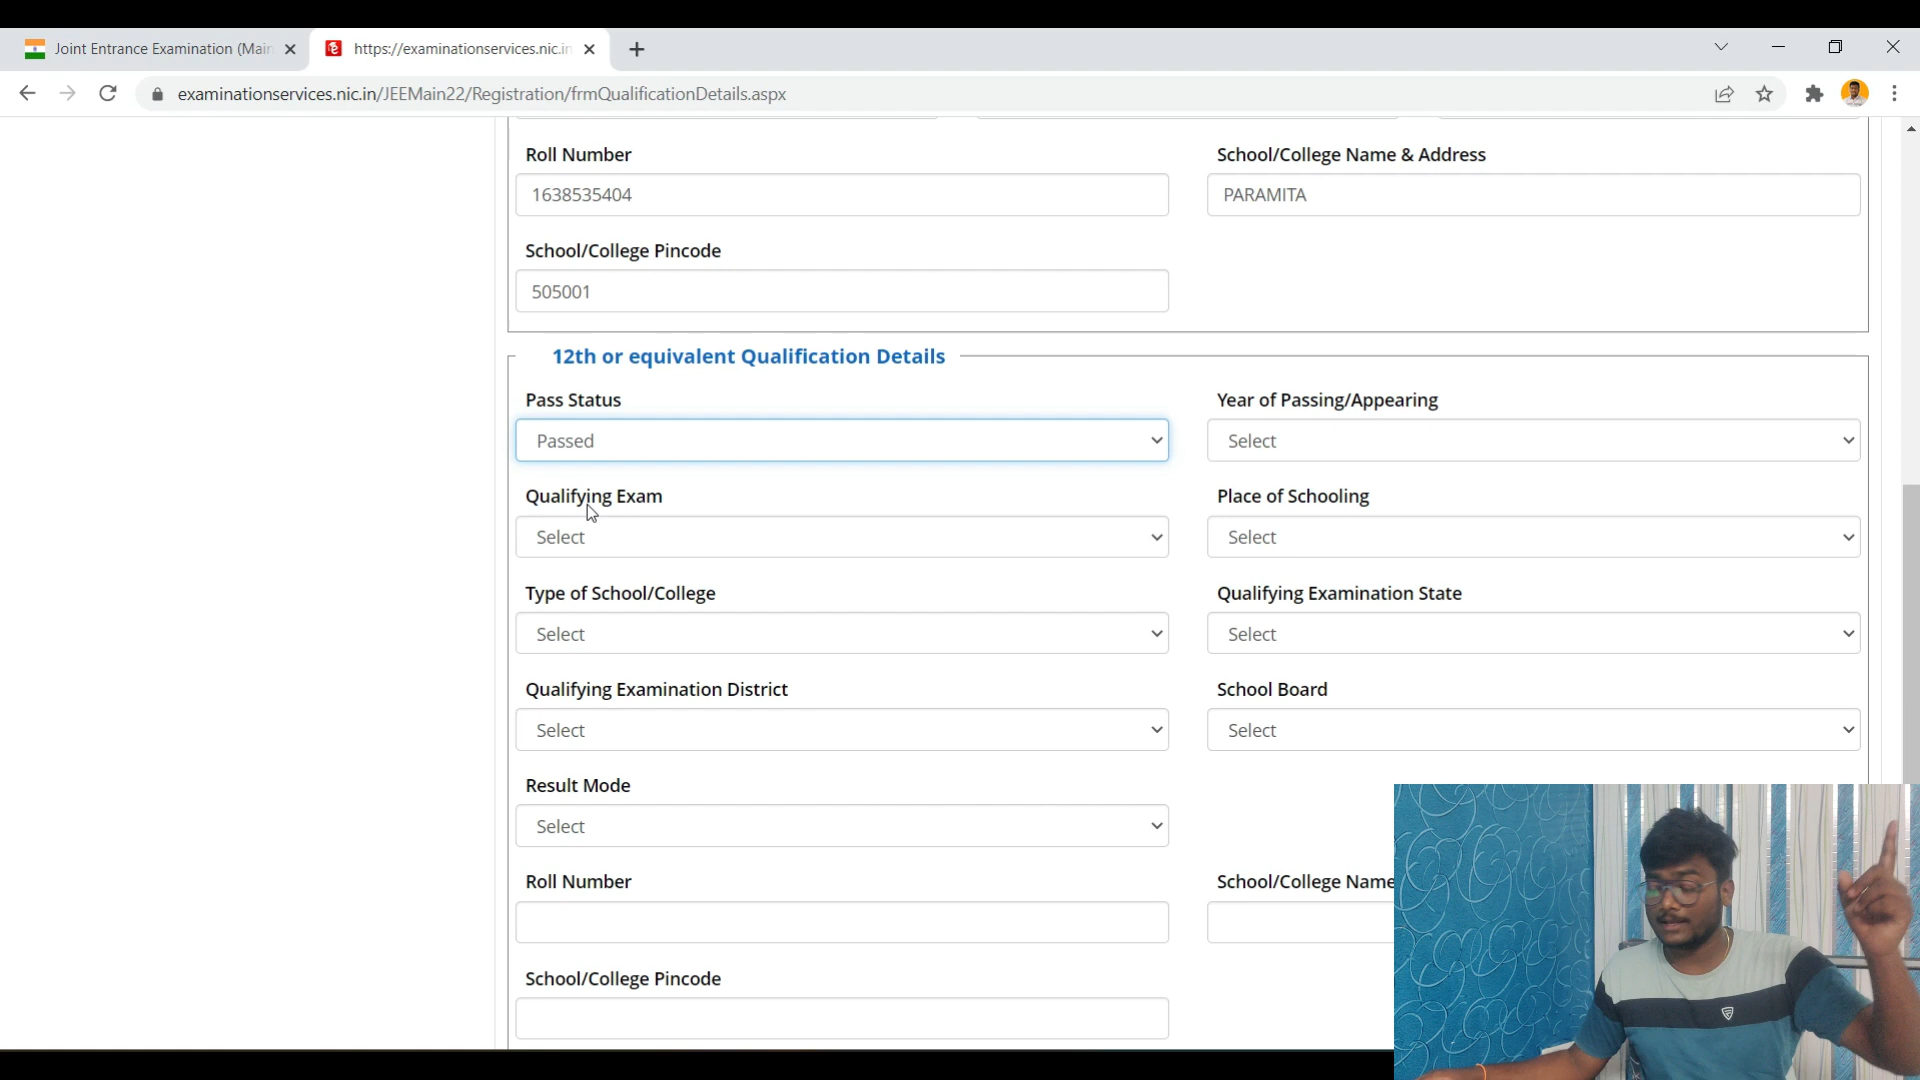 Joint Entrance Examination (Main
https://examinationservices.nic.in
examinationservices.nic.in/JEEMain22/Registration/frmQualificationDetails.aspx
Roll Number
School/College Name & Address
1638535404
PARAMITA
School/College Pincode
505001
12th or equivalent Qualification Details
Pass Status
Year of Passing/Appearing
Passed
Select
Qualifying Exam
Place of Schooling
Select
Select
Type of School/College
Qualifying Examination State
Select
Select
Qualifying Examination District
School Board
Select
Select
Result Mode
Select
Roll Number
School/College Name
School/College Pincode